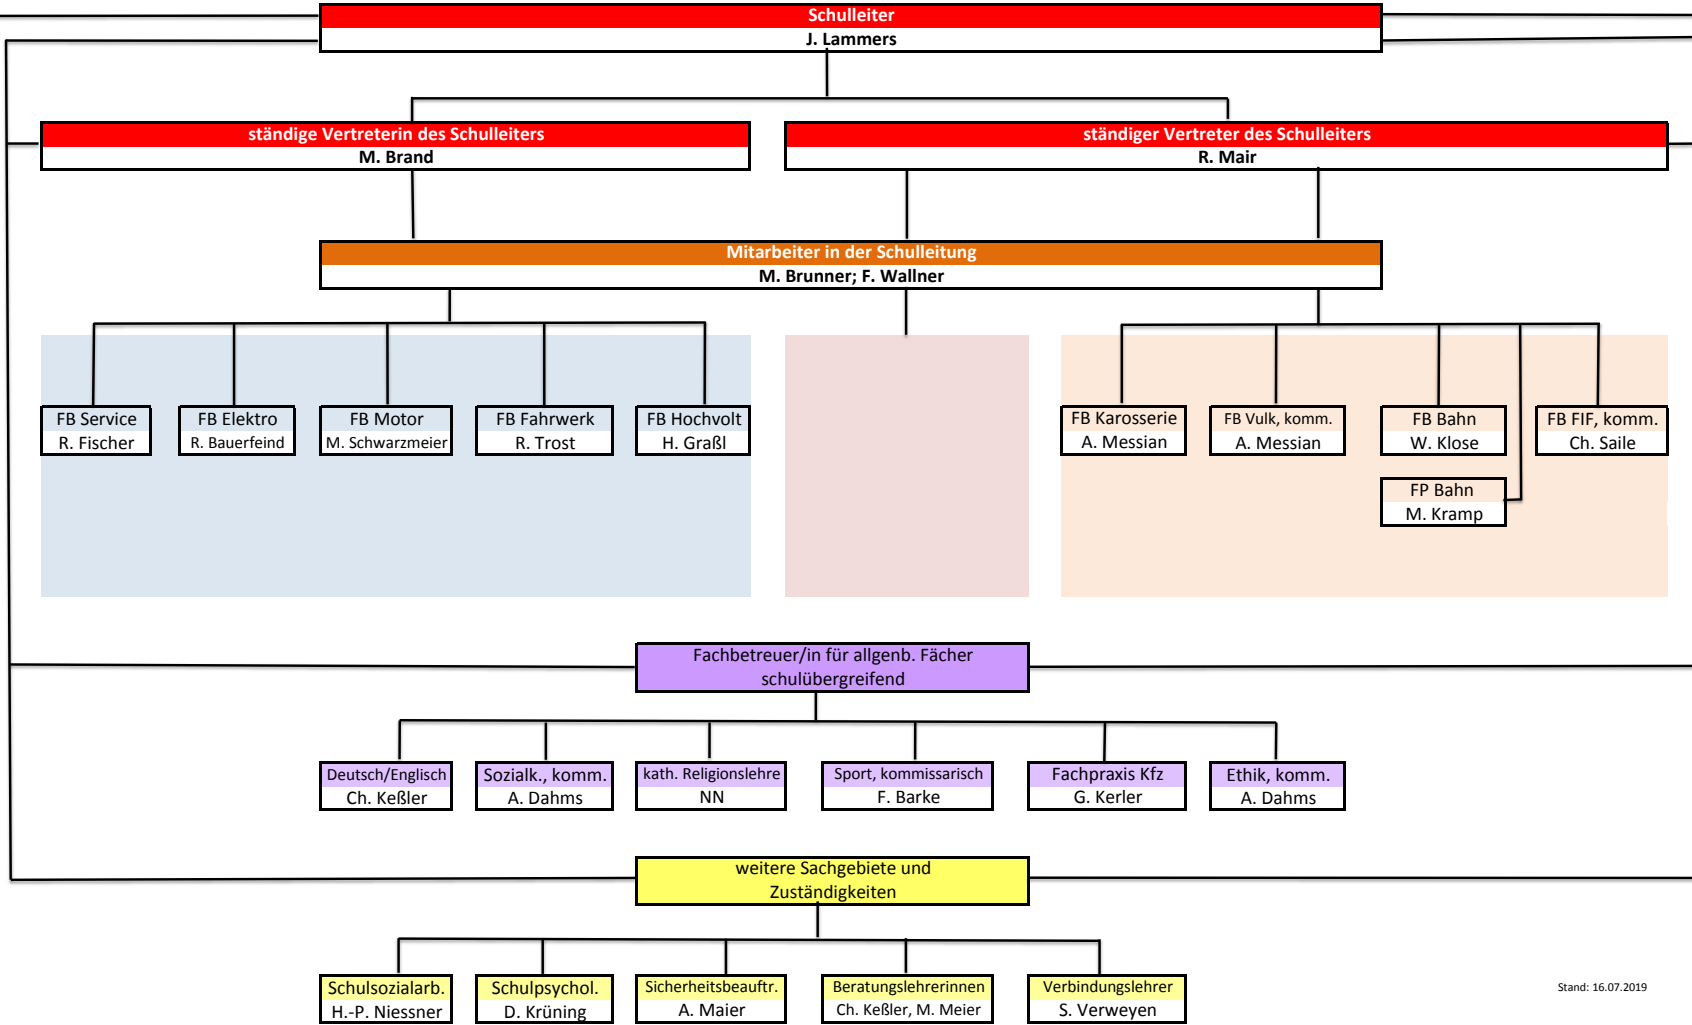 Schulleiter
J. Lammers
ständige Vertreterin des Schulleiters
M. Brand
ständiger Vertreter des Schulleiters
R. Mair
Mitarbeiter in der Schulleitung
M. Brunner; F. Wallner
FB Service
R. Fischer
FB Elektro
R. Bauerfeind
FB Motor
M. Schwarzmeier
FB Fahrwerk
R. Trost
FB Hochvolt
H. Graßl
FB Karosserie
A. Messian
FB Vulk, komm.
A. Messian
FB Bahn
W. Klose
FB FIF, komm.
Ch. Saile
FP Bahn
M. Kramp
Fachbetreuer/in für allgenb. Fächer
schulübergreifend
Deutsch/Englisch
Ch. Keßler
Sozialk., komm.
A. Dahms
kath. Religionslehre
NN
Sport, kommissarisch
F. Barke
Fachpraxis Kfz
G. Kerler
Ethik, komm.
A. Dahms
weitere Sachgebiete und
Zuständigkeiten
Schulsozialarb.
H.-P. Niessner
Schulpsychol.
D. Krüning
Sicherheitsbeauftr.
A. Maier
Beratungslehrerinnen
Ch. Keßler, M. Meier
Verbindungslehrer
S. Verweyen
Stand: 16.07.2019